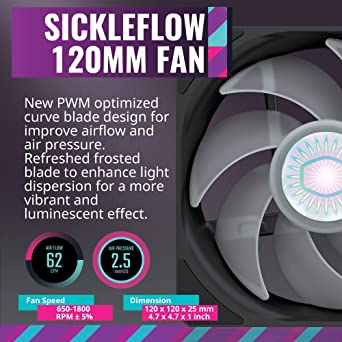 SICKLEFLOW
120MM FAN
New PWM optimized
curve blade design for
improve airflow and
air pressure.
Refreshed frosted
blade to enhance light
dispersion for a more
vibrant and
luminescent effect.
AIR FLOW
62
CFM
AIR PRESSURE
2.5
mmH2O
Fan Speed
650-1800
RPM ± 5%
Dimension
120 x 120 x 25 mm
4.7 x 4.7 x 1 inch